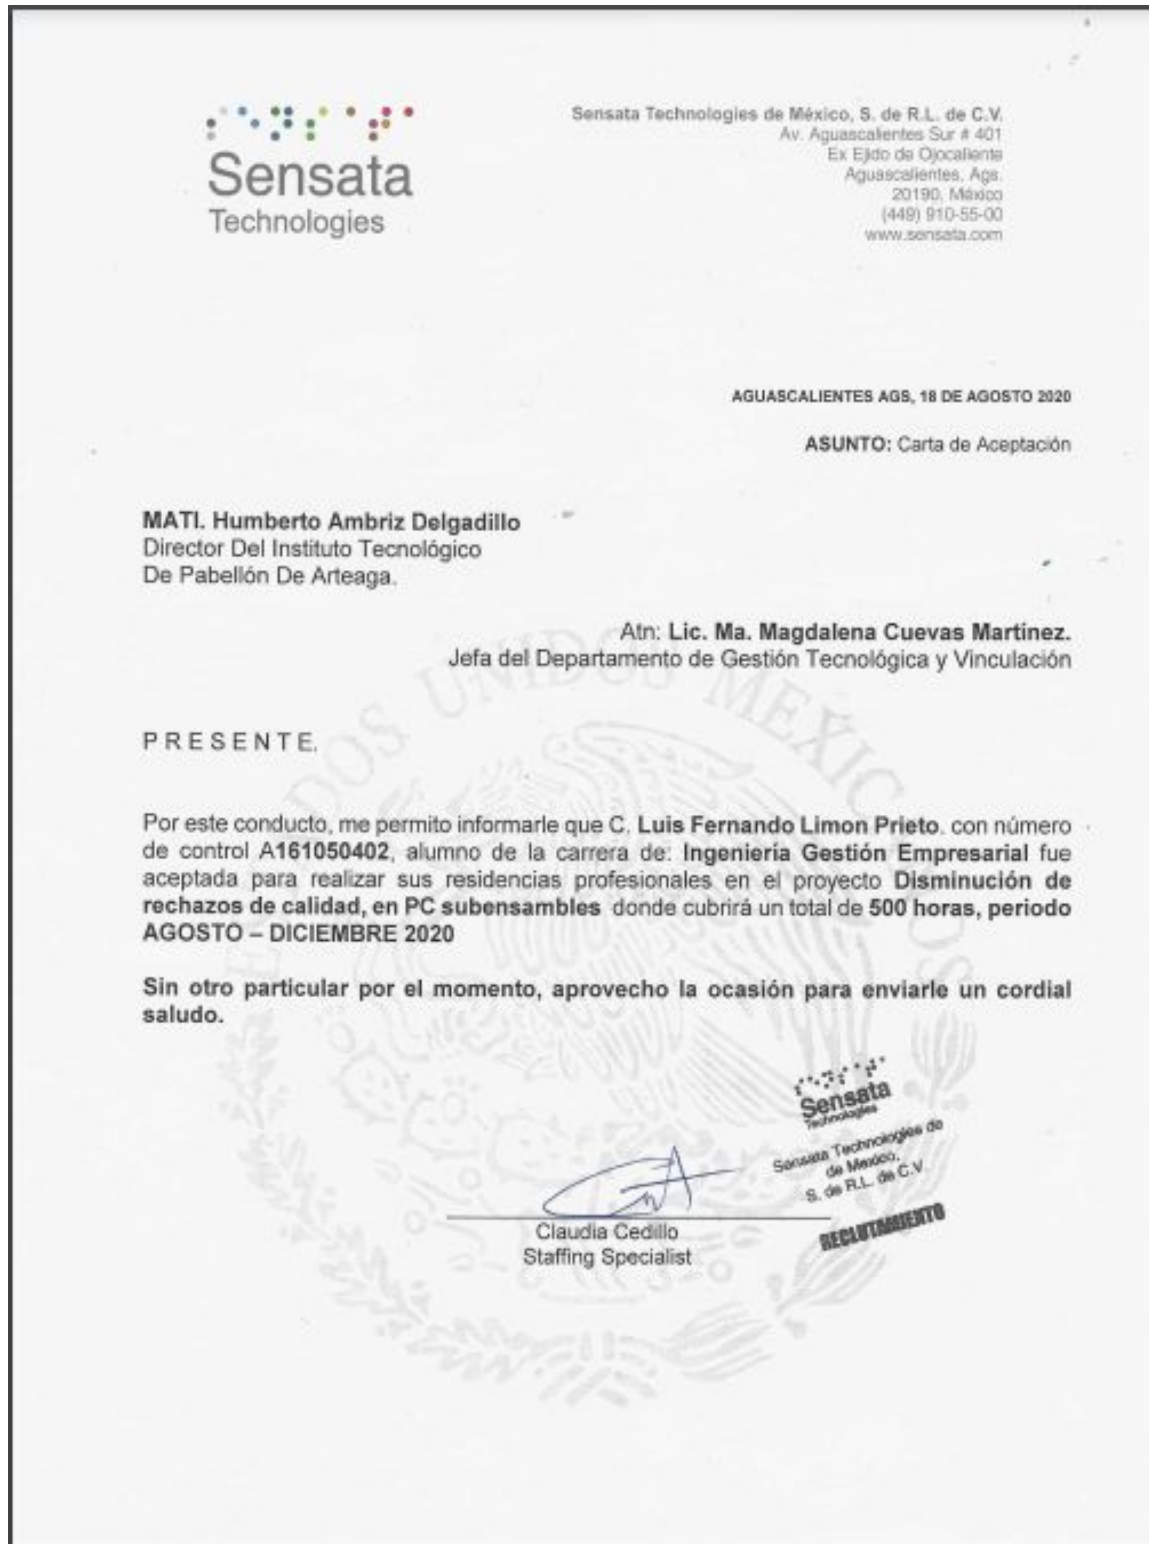 Sensata
Technologies
Sensata Technologies de México, S. de R.L. de C.V.
Av. Aguascalientes Sur # 401
Ex Ejido de Ojocaliente
Aguascalientes, Ags.
20190, México
(449) 910-55-00
www.sensata.com
AGUASCALIENTES AGS, 18 DE AGOSTO 2020
ASUNTO: Carta de Aceptación
MATI. Humberto Ambriz Delgadillo
Director Del Instituto Tecnológico
De Pabellón De Arteaga.
Atn: Lic. Ma. Magdalena Cuevas Martínez.
Jefa del Departamento de Gestión Tecnológica y Vinculación
P R E S E N T E.
Por este conducto, me permito informarle que C. Luis Fernando Limon Prieto. con número
de control A161050402, alumno de la carrera de: Ingeniería Gestión Empresarial fue
aceptada para realizar sus residencias profesionales en el proyecto Disminución de
rechazos de calidad, en PC subensambles donde cubrirá un total de 500 horas, periodo
AGOSTO – DICIEMBRE 2020
Sin otro particular por el momento, aprovecho la ocasión para enviarle un cordial
saludo.
Sensata
Technologies
Sensata Technologies de
de Mexico,
S. de R.L. de C.V.
RECLUTAMIENTO
Claudia Cedillo
Staffing Specialist
DOS UNIDOS MEXICANOS